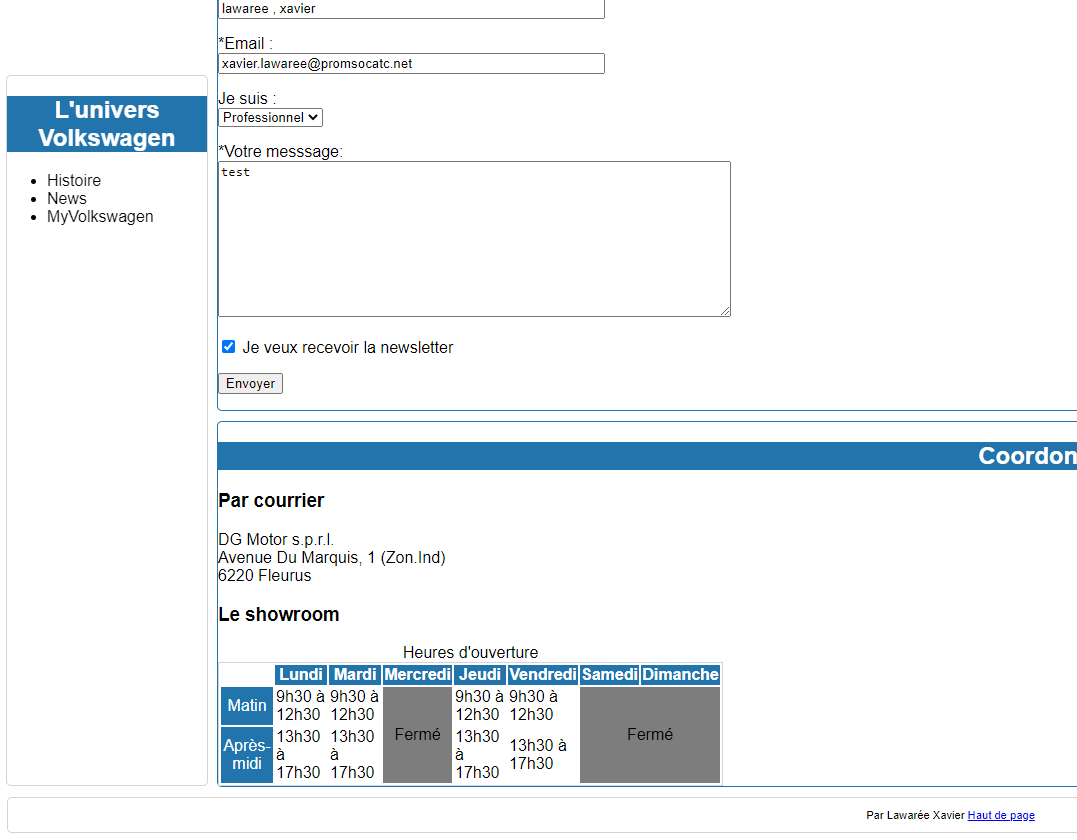 lawaree , xavier
*Email :
xavier.lawaree@promsocatc.net
Je suis :
Professionnel
*Votre messsage:
test
Je veux recevoir la newsletter
Envoyer
L'univers
Volkswagen
Histoire
News
MyVolkswagen
Coordon
Par courrier
DG Motor s.p.r.l.
Avenue Du Marquis, 1 (Zon.Ind)
6220 Fleurus
Le showroom
Heures d'ouverture
Lundi Mardi Mercredi Jeudi Vendredi Samedi Dimanche
Matin 9h30 à 12h30 9h30 à 12h30 Fermé 9h30 à 12h30 9h30 à 12h30 Fermé
Après-midi 13h30 à 17h30 13h30 à 17h30 13h30 à 17h30 13h30 à 17h30
Par Lawarée Xavier Haut de page